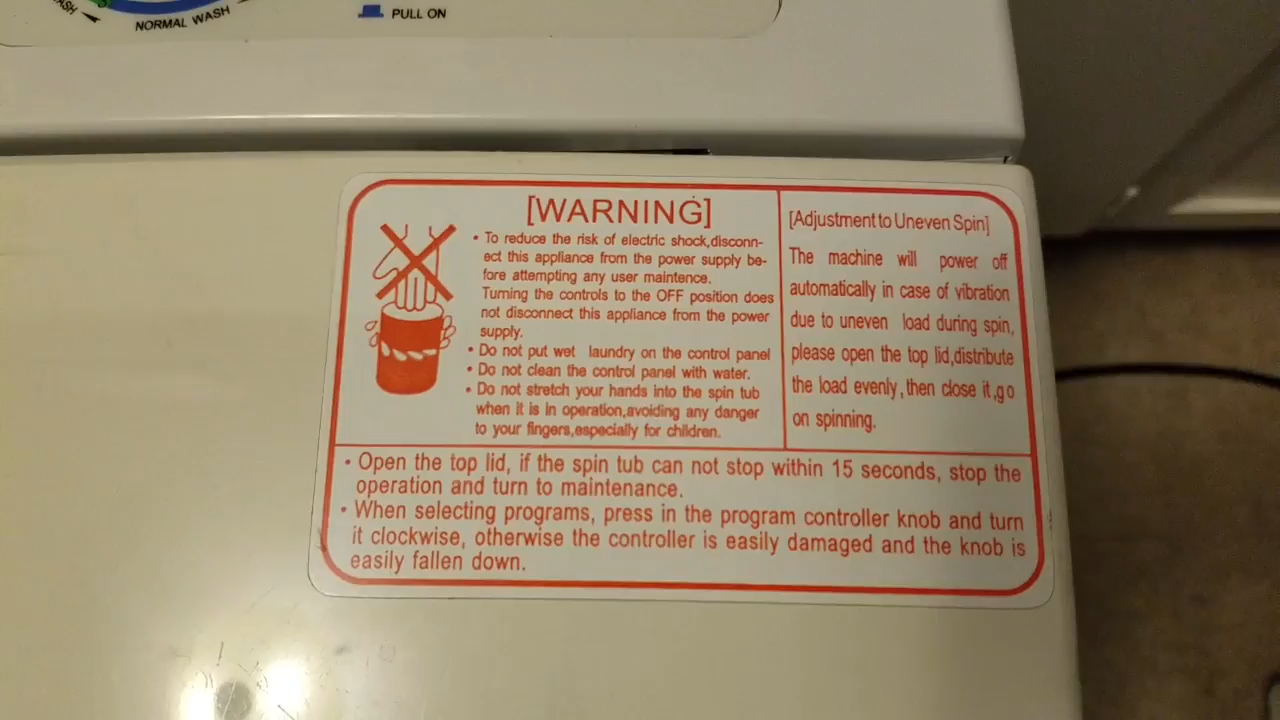 ASH
NORMAL WASH
PULL ON
[WARNING]
• To reduce the risk of electric shock,disconn-
ect this appliance from the power supply be-
fore attempting any user maintence.
Turning the controls to the OFF position does
not disconnect this appliance from the power
supply.
• Do not put wet laundry on the control panel
• Do not clean the control panel with water.
• Do not stretch your hands into the spin tub
when it is in operation,avoiding any danger
to your fingers,especially for children.
[Adjustment to Uneven Spin]
The machine will power off
automatically in case of vibration
due to uneven load during spin,
please open the top lid,distribute
the load evenly,then close it,go
on spinning.
• Open the top lid, if the spin tub can not stop within 15 seconds, stop the
operation and turn to maintenance.
• When selecting programs, press in the program controller knob and turn
it clockwise, otherwise the controller is easily damaged and the knob is
easily fallen down.